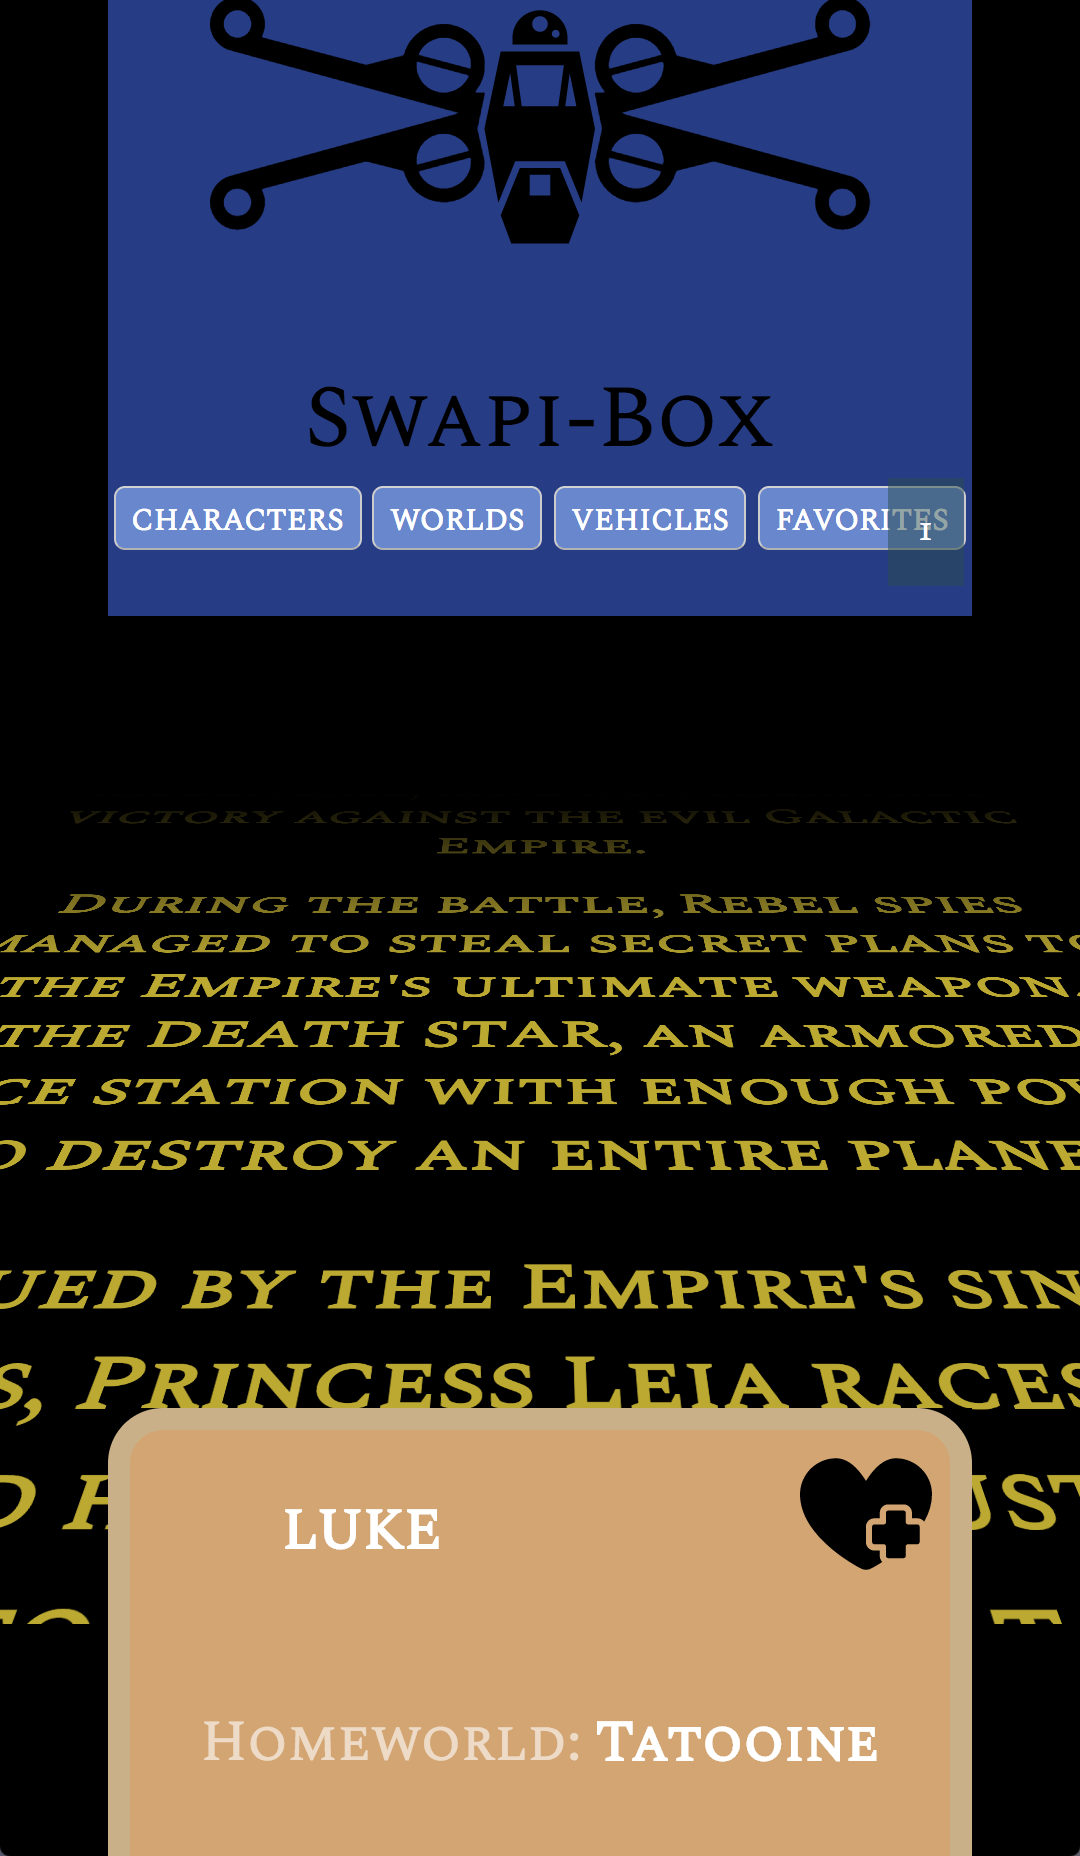 Swapi-Box
CHARACTERS WORLDS VEHICLES FAVORITES
1
victory against the evil Galactic
Empire.
During the battle, Rebel spies
managed to steal secret plans to
the Empire's ultimate weapon,
the DEATH STAR, an armored
station with enough
destroy an entire
by the Empire's
Princess Leia races
LUKE
Homeworld: Tatooine